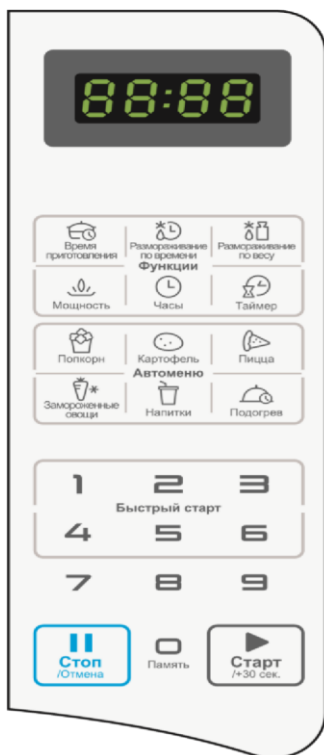 88:88
Время
приготовления
Размораживание
по времени
Размораживание
по весу
Функции
Мощность
Часы
Таймер
Попкорн
Картофель
Пицца
Автоменю
Замороженные
овощи
Напитки
Подогрев
1 2 3
Быстрый старт
4 5 6
7 8 9
Стоп
/Отмена
0
Память
Старт
/+30 сек.